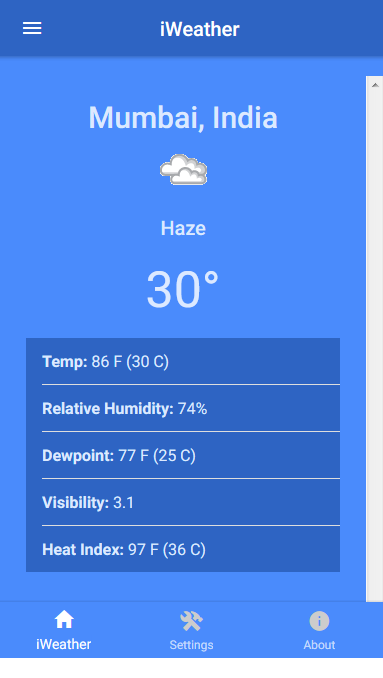 iWeather
Mumbai, India
Haze
30°
Temp: 86 F (30 C)
Relative Humidity: 74%
Dewpoint: 77 F (25 C)
Visibility: 3.1
Heat Index: 97 F (36 C)
iWeather Settings About